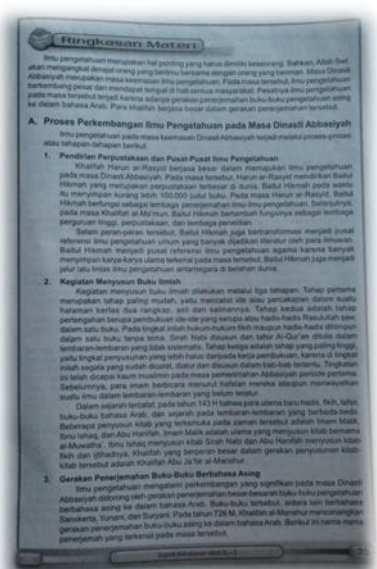 Ringkasan Materi
Ilmu pengetahuan merupakan hal penting yang harus dimiliki seseorang. Bahkan, Allah Swt.
akan mengangkat derajat orang yang berilmu bersama dengan orang yang beriman. Masa Dinasti
Abbasiyah merupakan masa keemasan ilmu pengetahuan. Pada masa tersebut, ilmu pengetahuan
berkembang pesat dan mendapat tempat di hati semua masyarakat. Pesatnya ilmu pengetahuan
pada masa tersebut terjadi karena adanya gerakan penerjemahan buku-buku pengetahuan asing
ke dalam bahasa Arab. Para khalifah berjasa besar dalam gerakan penerjemahan tersebut.
A. Proses Perkembangan Ilmu Pengetahuan pada Masa Dinasti Abbasiyah
Ilmu pengetahuan pada masa keemasan Dinasti Abbasiyah terjadi melalui proses-proses
atau tahapan-tahapan berikut.
1. Pendirian Perpustakaan dan Pusat-Pusat Ilmu Pengetahuan
Khalifah Harun ar-Rasyid berjasa besar dalam memajukan ilmu pengetahuan
pada masa Dinasti Abbasiyah. Pada masa tersebut, Harun ar-Rasyid mendirikan Baitul
Hikmah yang merupakan perpustakaan terbesar di dunia. Baitul Hikmah pada waktu
itu menyimpan kurang lebih 100.000 judul buku. Pada masa Harun ar-Rasyid, Baitul
Hikmah berfungsi sebagai lembaga penerjemahan ilmu-ilmu pengetahuan. Selanjutnya,
pada masa Khalifah al-Ma'mun, Baitul Hikmah bertambah fungsinya sebagai lembaga
perguruan tinggi, perpustakaan, dan lembaga penelitian.
Selain peran-peran tersebut, Baitul Hikmah juga bertransformasi menjadi pusat
referensi ilmu pengetahuan umum yang banyak dijadikan literatur oleh para ilmuwan.
Baitul Hikmah menjadi pusat referensi ilmu pengetahuan agama karena banyak
menyimpan karya-karya ulama terkenal pada masa tersebut. Baitul Hikmah juga menjadi
jalur lalu lintas ilmu pengetahuan antarnegara di belahan dunia.
2. Kegiatan Menyusun Buku Ilmiah
Kegiatan menyusun buku ilmiah dilakukan melalui tiga tahapan. Tahap pertama
merupakan tahap paling mudah, yaitu mencatat ide atau percakapan dalam suatu
halaman kertas dua rangkap, asli dan salinannya. Tahap kedua adalah tahap
pertengahan berupa pembukuan ide-ide yang serupa atau hadis-hadis Rasulullah saw.
dalam satu buku. Pada tingkat inilah hukum-hukum fikih maupun hadis-hadis dihimpun
dalam satu buku tanpa tema. Sirah Nabi disusun dan tafsir Al-Qur'an ditulis dalam
lembaran-lembaran yang tidak sistematis. Tahap ketiga adalah tahap yang paling tinggi,
yaitu tingkat penyusunan yang lebih halus daripada kerja pembukuan, karena di tingkat
inilah segala yang sudah dicatat, diatur dan disusun dalam bab-bab tertentu. Tingkatan
ini telah dicapai kaum muslimin pada masa pemerintahan Abbasiyah periode pertama.
Sebelumnya, para imam berbicara menurut hafalan mereka ataupun meriwayatkan
suatu ilmu dalam lembaran-lembaran yang belum teratur.
Dalam sejarah tercatat, pada tahun 143 H bahwa para ulama baru hadis, fikih, tafsir,
buku-buku bahasa Arab, dan sejarah pada lembaran-lembaran yang berbeda-beda.
Beberapa penyusun kitab yang terkemuka pada zaman tersebut adalah Imam Malik,
Ibnu Ishaq, dan Abu Hanifah. Imam Malik adalah ulama yang menyusun kitab bernama
al-Muwatha'. Ibnu Ishaq menyusun kitab Sirah Nabi dan Abu Hanifah menyusun kitab
fikih dan ijtihadnya. Khalifah yang berperan besar dalam gerakan penyusunan kitab-
kitab tersebut adalah Khalifah Abu Ja'far al-Manshur.
3. Gerakan Penerjemahan Buku-Buku Berbahasa Asing
Ilmu pengetahuan mengalami perkembangan yang signifikan pada masa Dinasti
Abbasiyah didorong oleh gerakan penerjemahan besar-besaran buku-buku pengetahuan
berbahasa asing ke dalam bahasa Arab. Buku-buku tersebut, antara lain berbahasa
Sanskerta, Yunani, dan Suryani. Pada tahun 726 M, Khalifah al-Manshur mencanangkan
gerakan penerjemahan buku-buku asing ke dalam bahasa Arab. Berikut ini nama-nama
penerjemah yang terkenal pada masa tersebut.